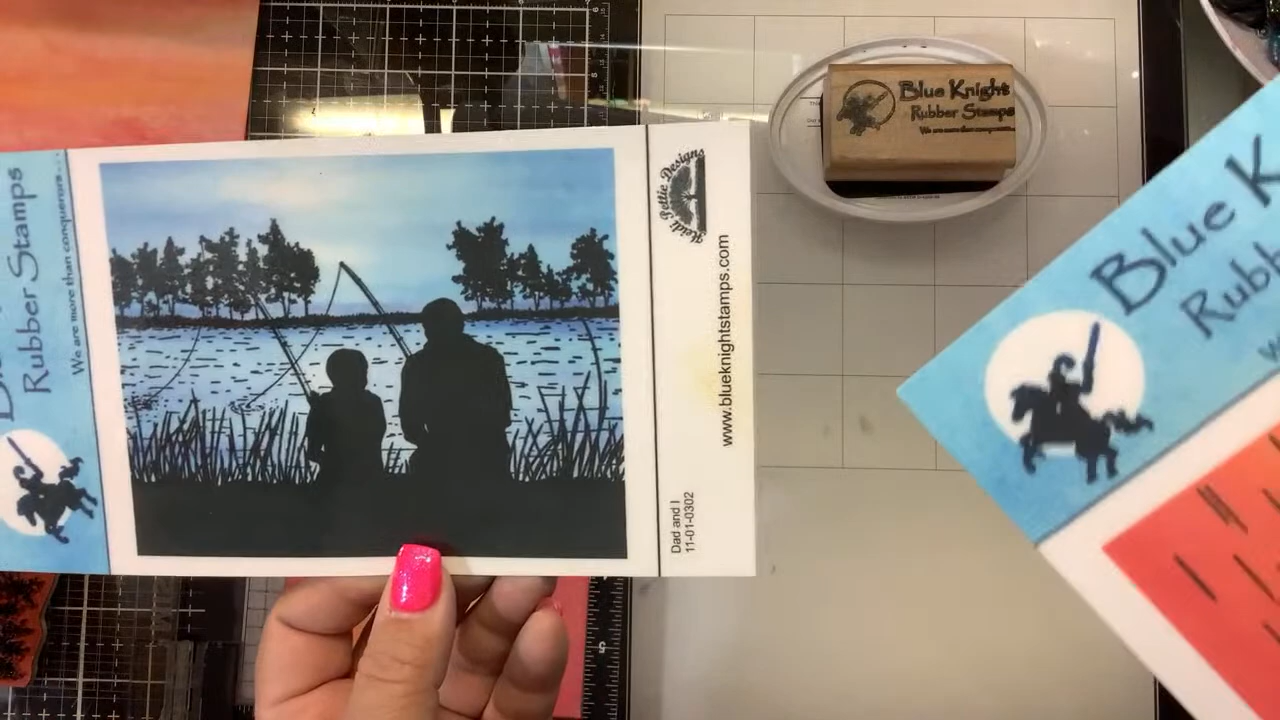 Rubber Stamps
We are more than conquerors...
Heidi Pettie Designs
www.blueknightstamps.com
Dad and I
11-01-0302
Blue Knight
Rubber Stamps
We are more than conquerors...
Blue K
Rubb